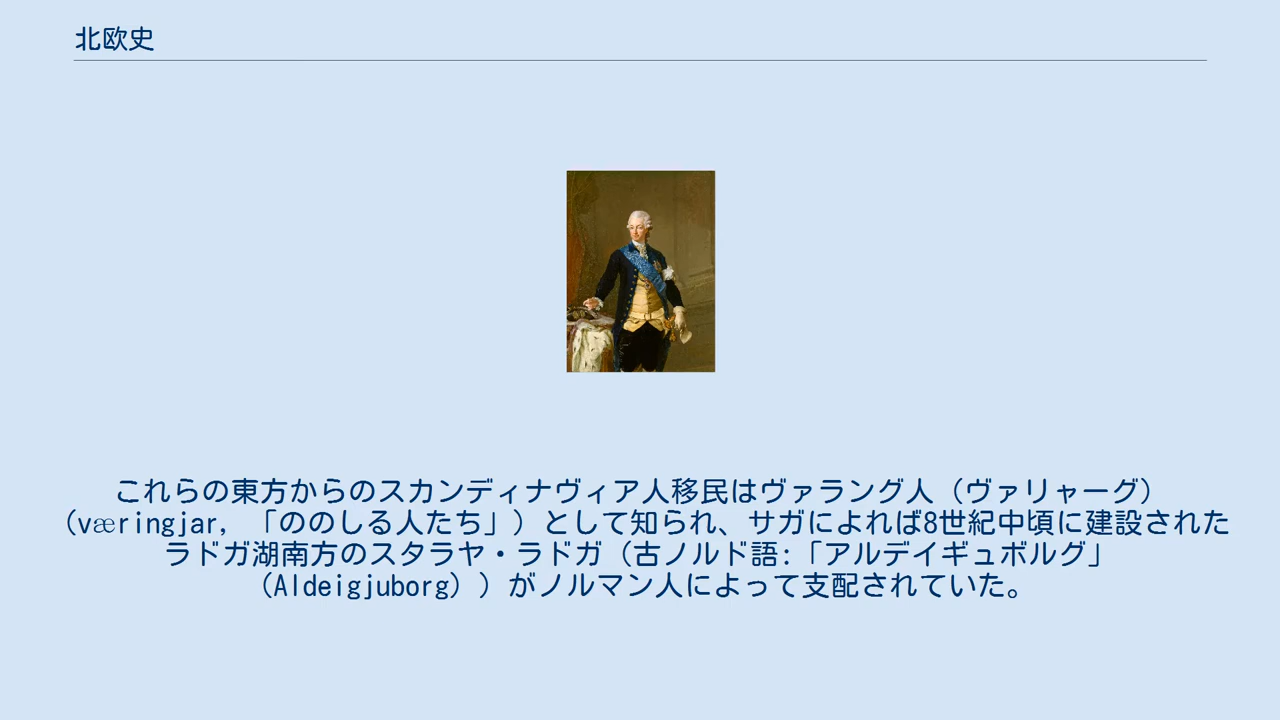 北欧史
これらの東方からのスカンディナヴィア人移民はヴァラング人（ヴァリャーグ）
（væringjar, 「ののしる人たち」）として知られ、サガによれば8世紀中頃に建設された
ラドガ湖南方のスタラヤ・ラドガ（古ノルド語:「アルデイギュボルグ」
（Aldeigjuborg））がノルマン人によって支配されていた。